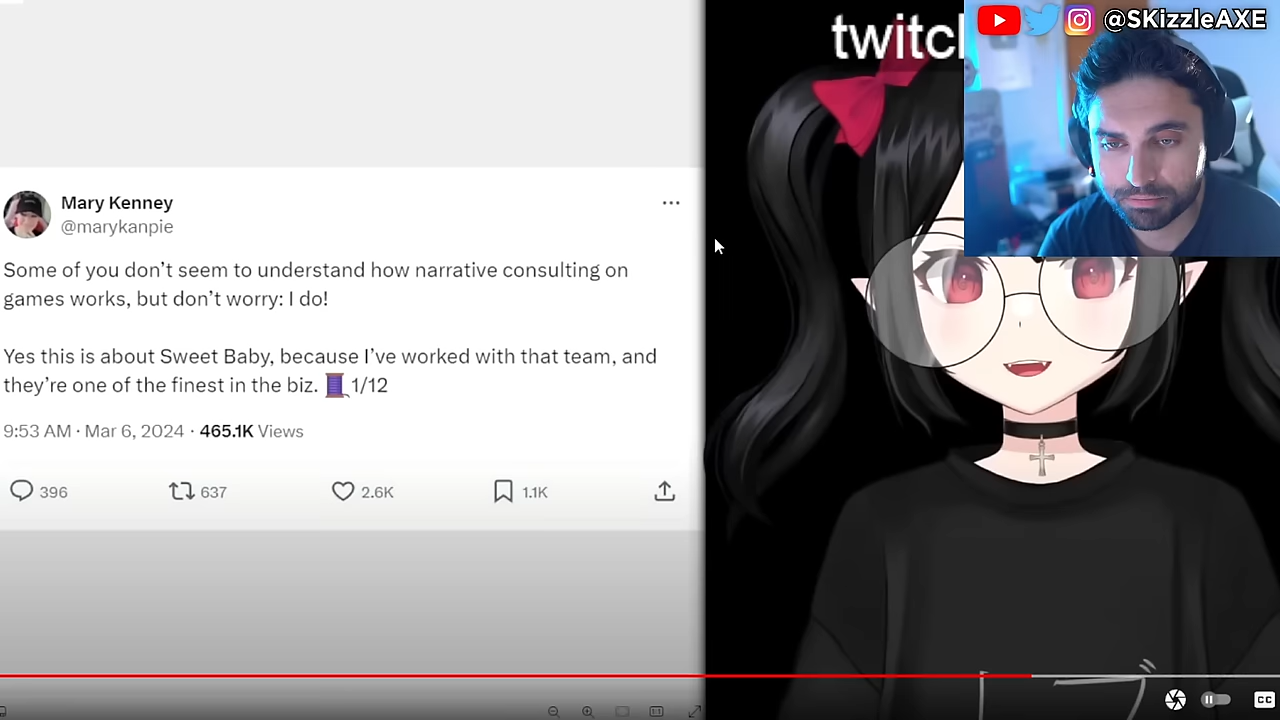 twitch
@SKizzleAXE
Mary Kenney
@marykanpie
Some of you don't seem to understand how narrative consulting on
games works, but don't worry: I do!
Yes this is about Sweet Baby, because I've worked with that team, and
they're one of the finest in the biz. 🧵 1/12
9:53 AM · Mar 6, 2024 · 465.1K Views
396 637 2.6K 1.1K
CC